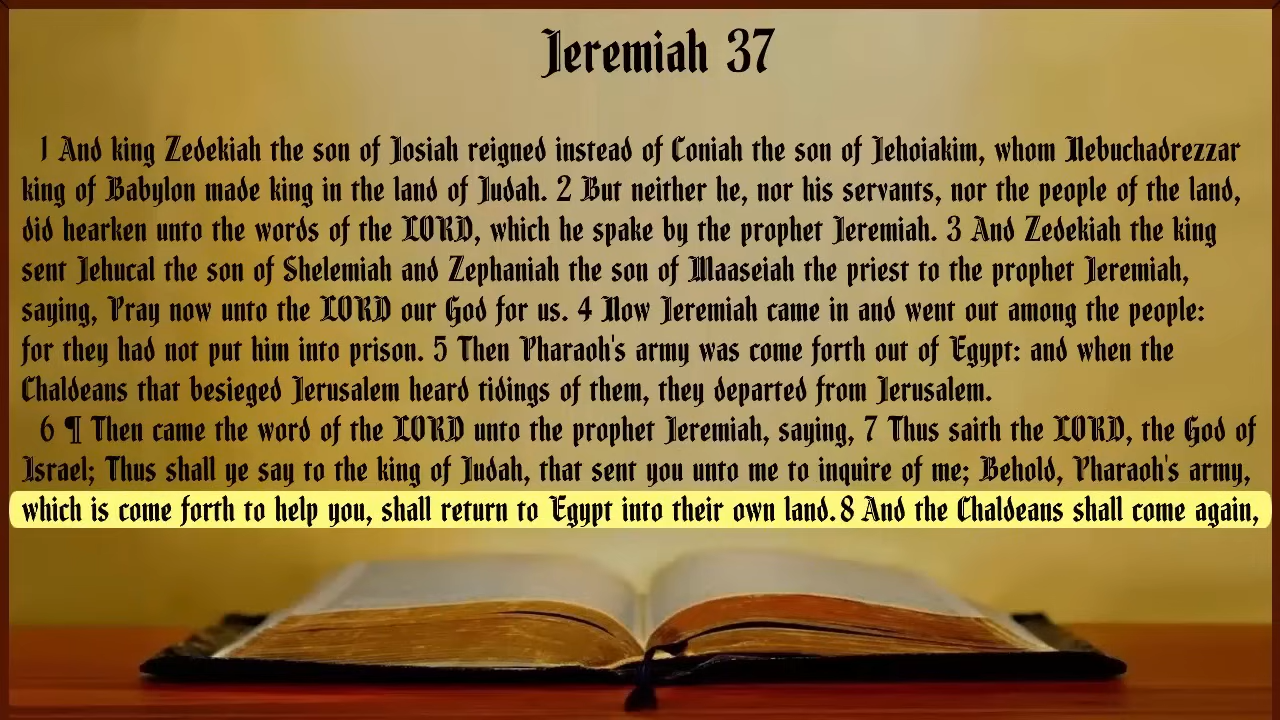 Jeremiah 37
1 And king Zedekiah the son of Josiah reigned instead of Coniah the son of Jehoiakim, whom Nebuchadrezzar
king of Babylon made king in the land of Judah. 2 But neither he, nor his servants, nor the people of the land,
did hearken unto the words of the LORD, which he spake by the prophet Jeremiah. 3 And Zedekiah the king
sent Jehucal the son of Shelemiah and Zephaniah the son of Maaseiah the priest to the prophet Jeremiah,
saying, Pray now unto the LORD our God for us. 4 Now Jeremiah came in and went out among the people:
for they had not put him into prison. 5 Then Pharaoh's army was come forth out of Egypt: and when the
Chaldeans that besieged Jerusalem heard tidings of them, they departed from Jerusalem.
6 ¶ Then came the word of the LORD unto the prophet Jeremiah, saying, 7 Thus saith the LORD, the God of
Israel; Thus shall ye say to the king of Judah, that sent you unto me to inquire of me; Behold, Pharaoh's army,
which is come forth to help you, shall return to Egypt into their own land. 8 And the Chaldeans shall come again,